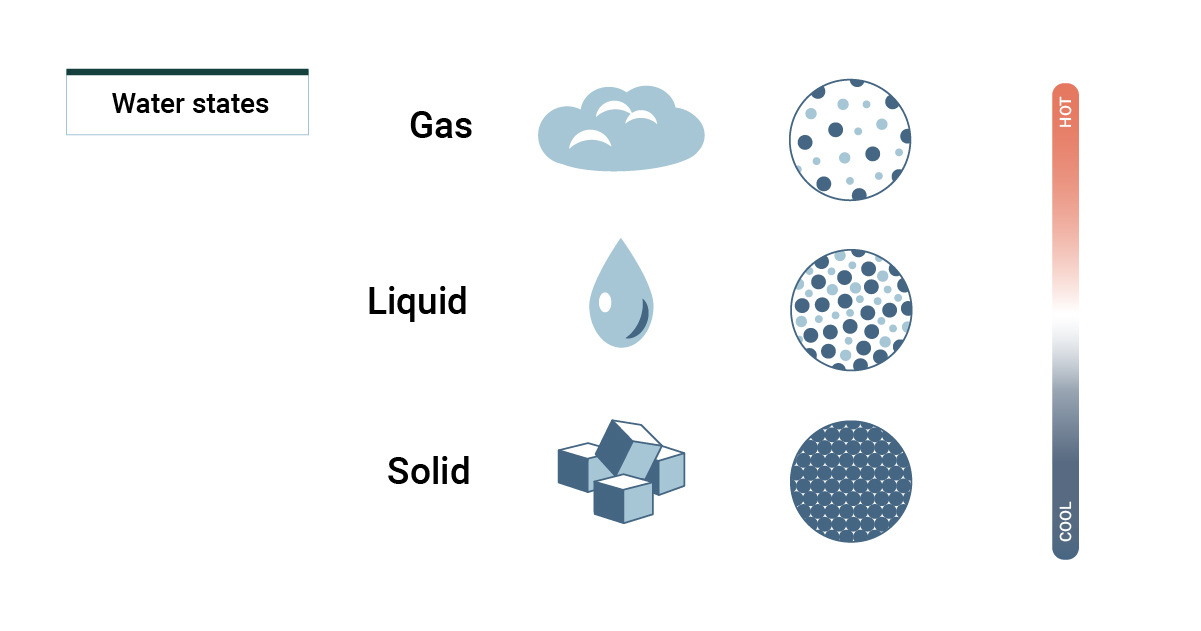 Water states
Gas
HOT
Liquid
Solid
COOL